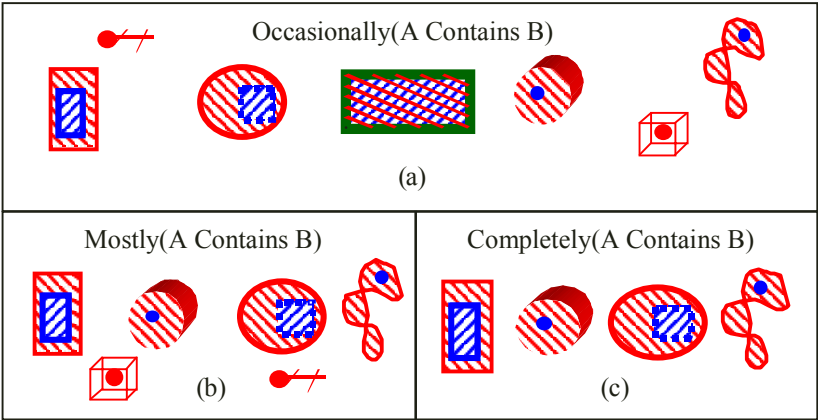 Occasionally(A Contains B)
(a)
Mostly(A Contains B)
(b)
Completely(A Contains B)
(c)